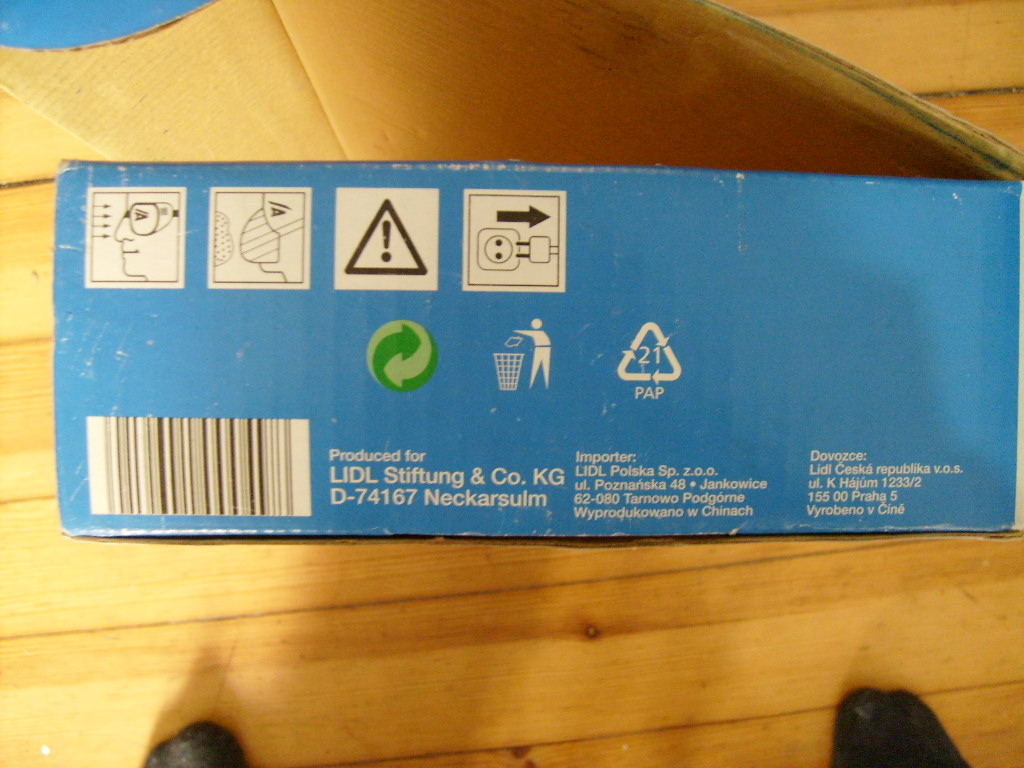 21
PAP
Produced for
LIDL Stiftung & Co. KG
D-74167 Neckarsulm
Importer:
LIDL Polska Sp. z.o.o.
ul. Poznańska 48 • Jankowice
62-080 Tarnowo Podgórne
Wyprodukowano w Chinach
Dovozce:
Lidl Česká republika v.o.s.
ul. K Hájům 1233/2
155 00 Praha 5
Vyrobeno v Číně